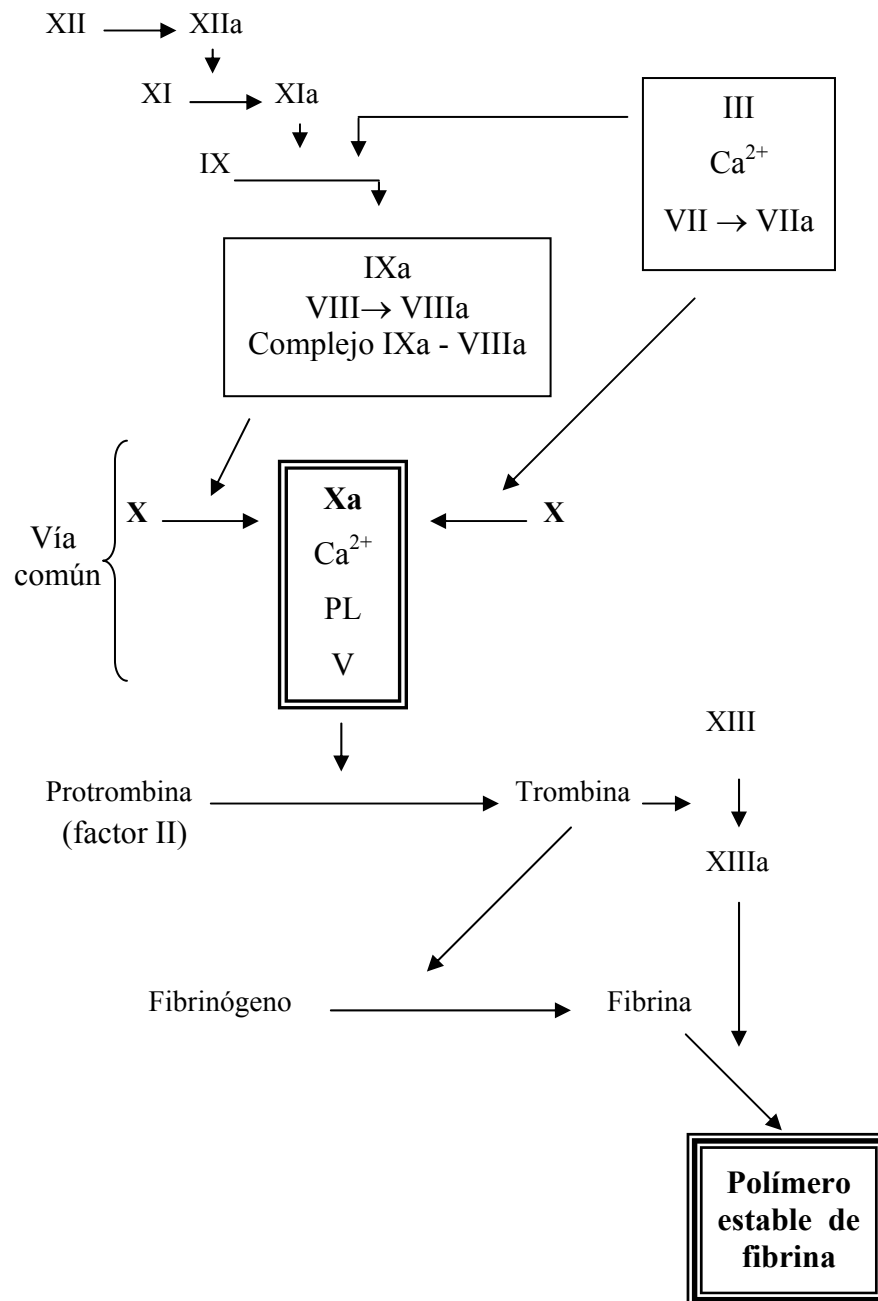 XII → XIIa
XI → XIa
IX
III
Ca²⁺
VII → VIIa
IXa
VIII→ VIIIa
Complejo IXa - VIIIa
Vía
común
X
Xa
Ca²⁺
PL
V
X
Protrombina
(factor II)
Trombina
XIII
XIIIa
Fibrinógeno
Fibrina
Polímero
estable de
fibrina